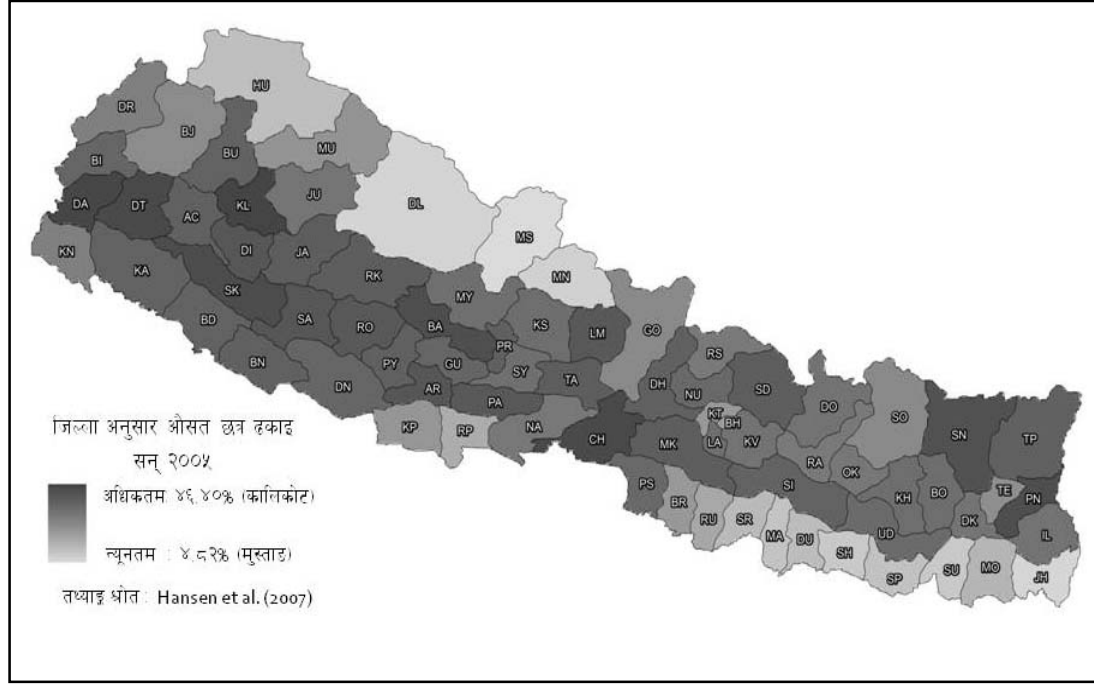 HU
DR
BJ
MU
BU
BI
JU
DA
DT
KL
DL
AC
MS
DI
JA
KN
KA
RK
MN
SK
MY
BD
SA
RO
BA
KS
LM
GO
PR
RS
BN
PY
GU
SY
TA
DH
NU
SD
DN
AR
DO
PA
KT
SO
BH
KP
RP
NA
CH
MK
LA
KV
SN
TP
RA
OK
PS
SI
KH
BO
TE
PN
BR
DK
RU
SR
MA
DU
UD
IL
SH
SP
SU
MO
JH
जिल्ला अनुसार औसत छत्र ढकाइ
सन् २००५
अधिकतम ४६.४०% (कालिकोट)
न्यूनतम : ४.८२% (मुस्ताङ)
तथ्याङ्क श्रोत : Hansen et al. (2007)